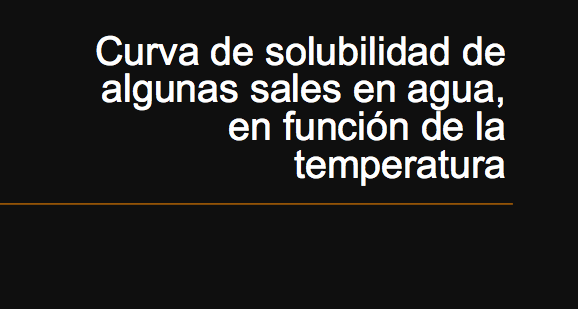 Curva de solubilidad de
algunas sales en agua,
en función de la
temperatura